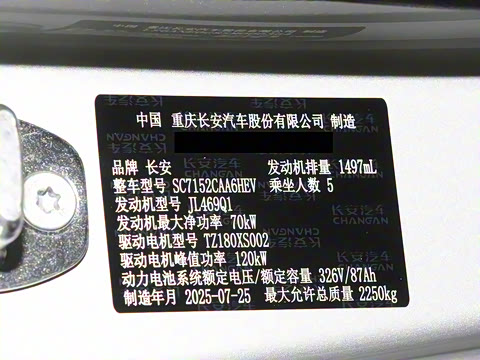 中国 重庆长安汽车股份有限公司 制造
品牌 长安 发动机排量 1497mL
整车型号 SC7152CAA6HEV 乘坐人数 5
发动机型号 JL469Q1
发动机最大净功率 70kW
驱动电机型号 TZ180XS002
驱动电机峰值功率 120kW
动力电池系统额定电压/额定容量 326V/87Ah
制造年月 2025-07-25 最大允许总质量 2250kg
长安汽车
CHANGAN